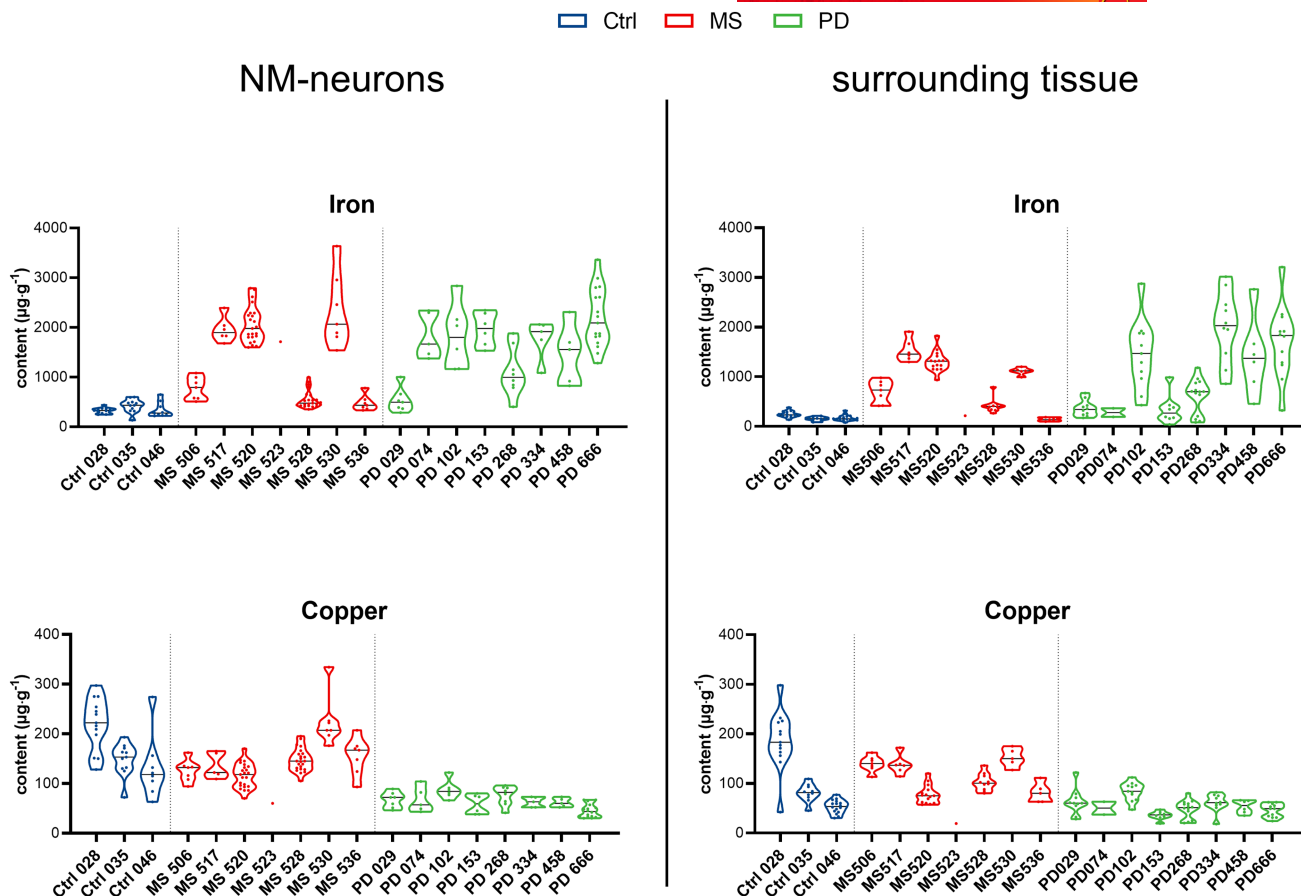 Ctrl MS PD
NM-neurons
surrounding tissue
Iron
content (µg·g⁻¹)
4000
3000
2000
1000
0
Ctrl 028 Ctrl 035 Ctrl 046 MS 506 MS 517 MS 520 MS 523 MS 528 MS 530 MS 536 PD 029 PD 074 PD 102 PD 153 PD 268 PD 334 PD 458 PD 666
Iron
content (µg·g⁻¹)
4000
3000
2000
1000
0
Ctrl 028 Ctrl 035 Ctrl 046 MS506 MS517 MS520 MS523 MS528 MS530 MS536 PD029 PD074 PD102 PD153 PD268 PD334 PD458 PD666
Copper
content (µg·g⁻¹)
400
300
200
100
0
Ctrl 028 Ctrl 035 Ctrl 046 MS 506 MS 517 MS 520 MS 523 MS 528 MS 530 MS 536 PD 029 PD 074 PD 102 PD 153 PD 268 PD 334 PD 458 PD 666
Copper
content (µg·g⁻¹)
400
300
200
100
0
Ctrl 028 Ctrl 035 Ctrl 046 MS506 MS517 MS520 MS523 MS528 MS530 MS536 PD029 PD074 PD102 PD153 PD268 PD334 PD458 PD666